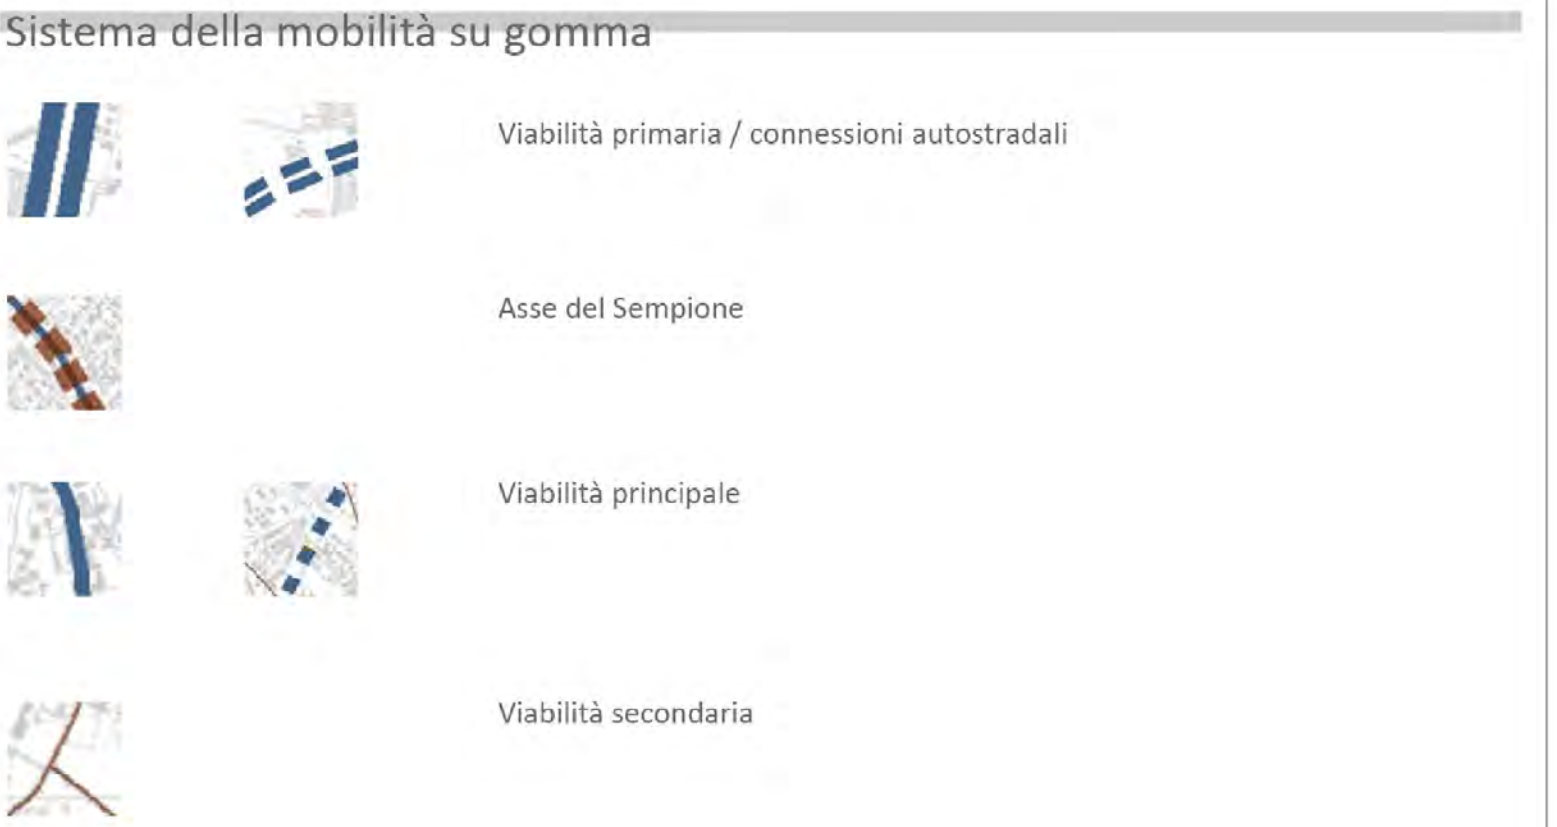 Sistema della mobilità su gomma
Viabilità primaria / connessioni autostradali
Asse del Sempione
Viabilità principale
Viabilità secondaria